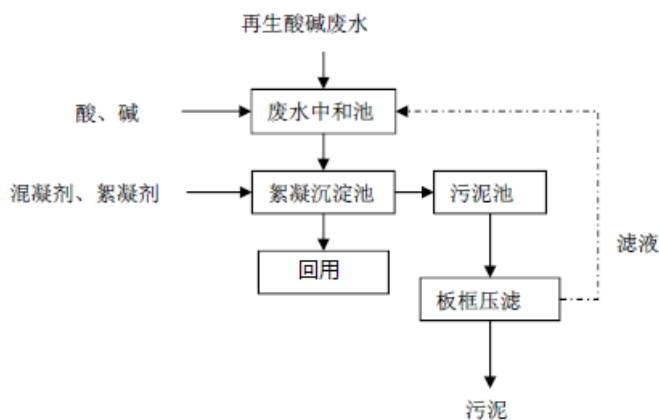 再生酸碱废水
酸、碱
废水中和池
混凝剂、絮凝剂
絮凝沉淀池
污泥池
回用
滤液
板框压滤
污泥